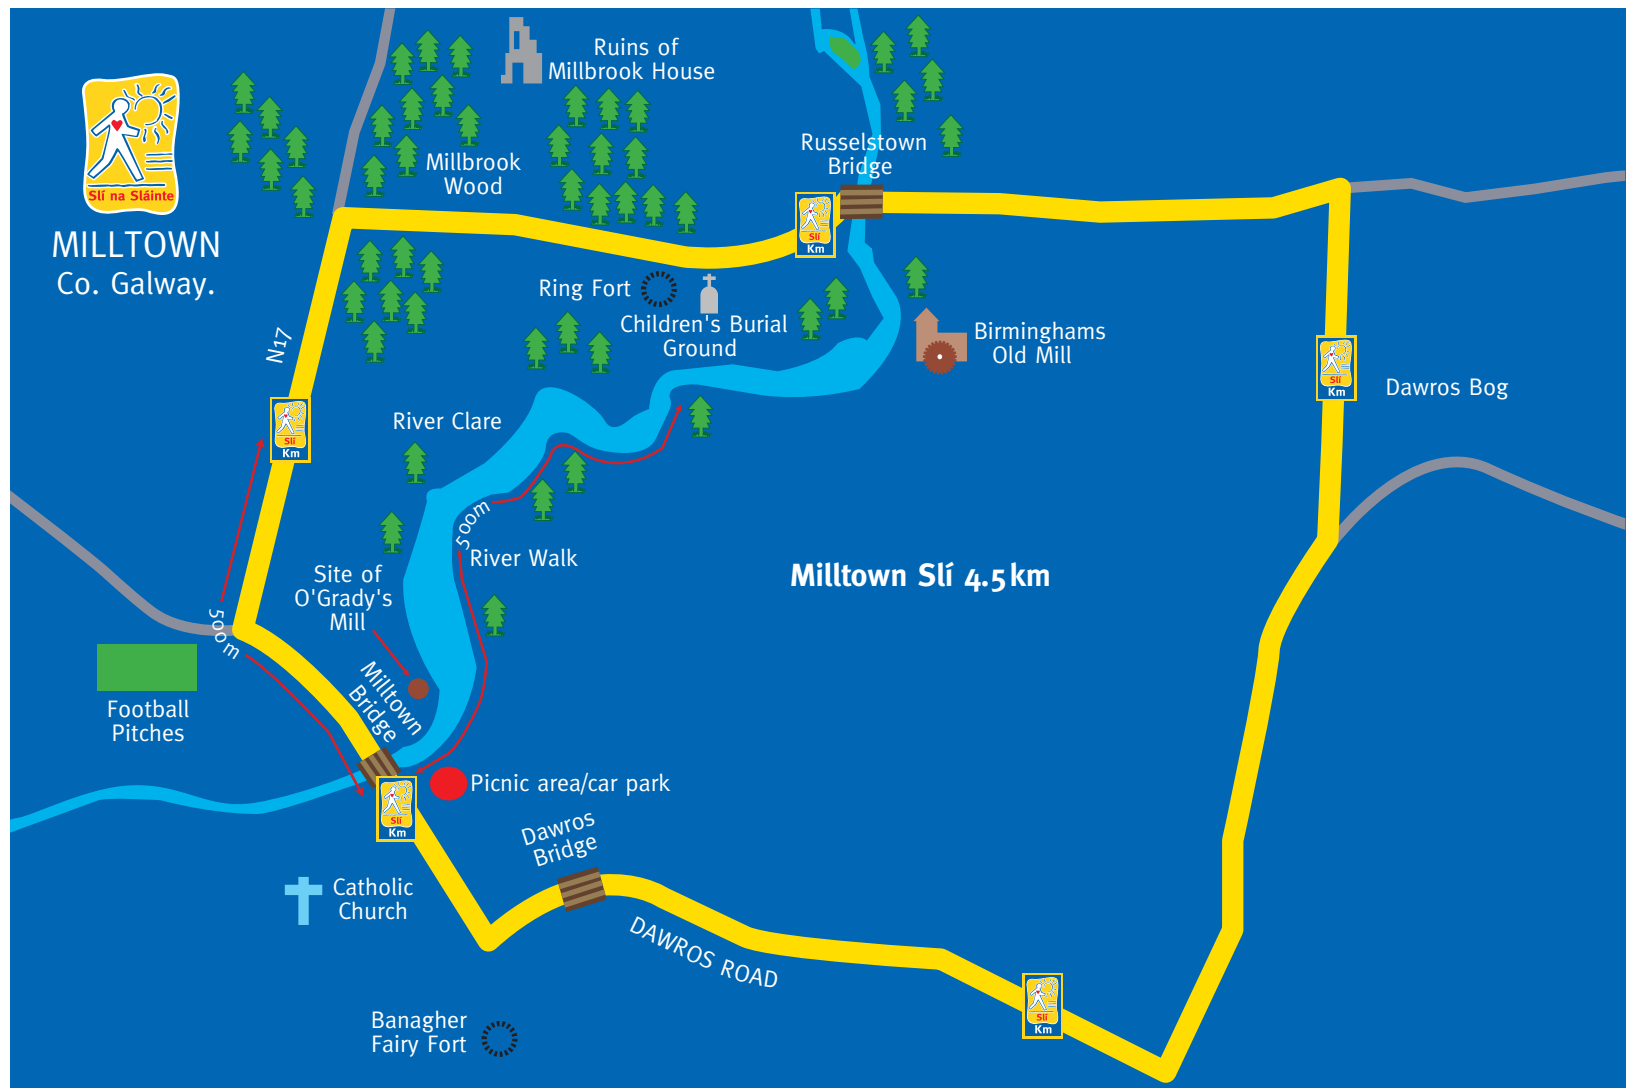 Slí na Sláinte
MILLTOWN
Co. Galway.
Ruins of
Millbrook House
Millbrook
Wood
Russelstown
Bridge
Slí
Km
Ring Fort
Children's Burial
Ground
Birminghams
Old Mill
N17
Slí
Km
Slí
Km
Dawros Bog
River Clare
500m
River Walk
Milltown Slí 4.5km
Site of
O'Grady's
Mill
500m
Football
Pitches
Milltown
Bridge
Picnic area/car park
Slí
Km
Dawros
Bridge
Catholic
Church
DAWROS ROAD
Slí
Km
Banagher
Fairy Fort